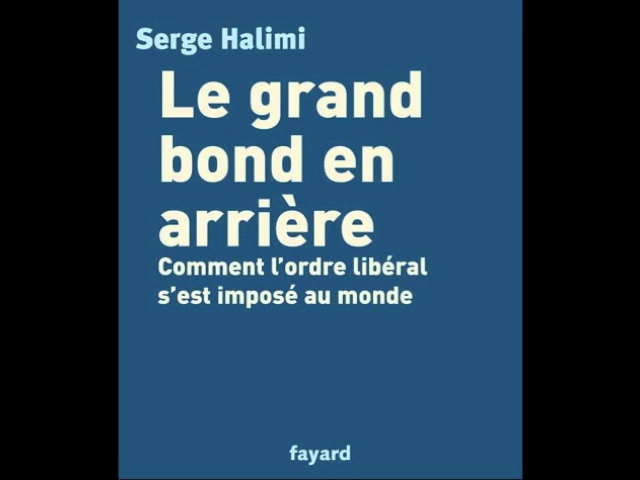 Serge Halimi
Le grand
bond en
arrière
Comment l’ordre libéral
s’est imposé au monde
fayard